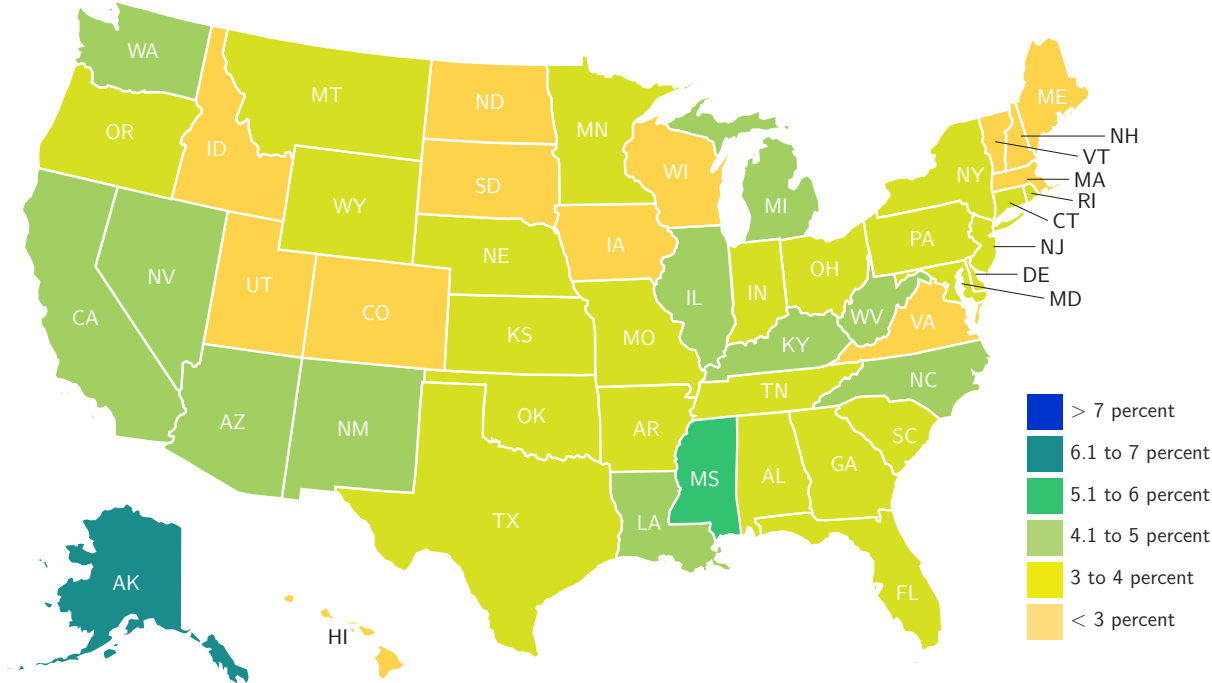 WA
MT
ND
MN
ME
OR
ID
NH
VT
WI
NY
MA
SD
RI
WY
MI
CT
PA
NJ
IA
NE
OH
DE
NV
UT
IN
IL
MD
CO
CA
WV
VA
KS
MO
KY
NC
TN
OK
AZ
NM
AR
SC
> 7 percent
GA
6.1 to 7 percent
MS
AL
5.1 to 6 percent
TX
LA
4.1 to 5 percent
AK
3 to 4 percent
FL
< 3 percent
HI